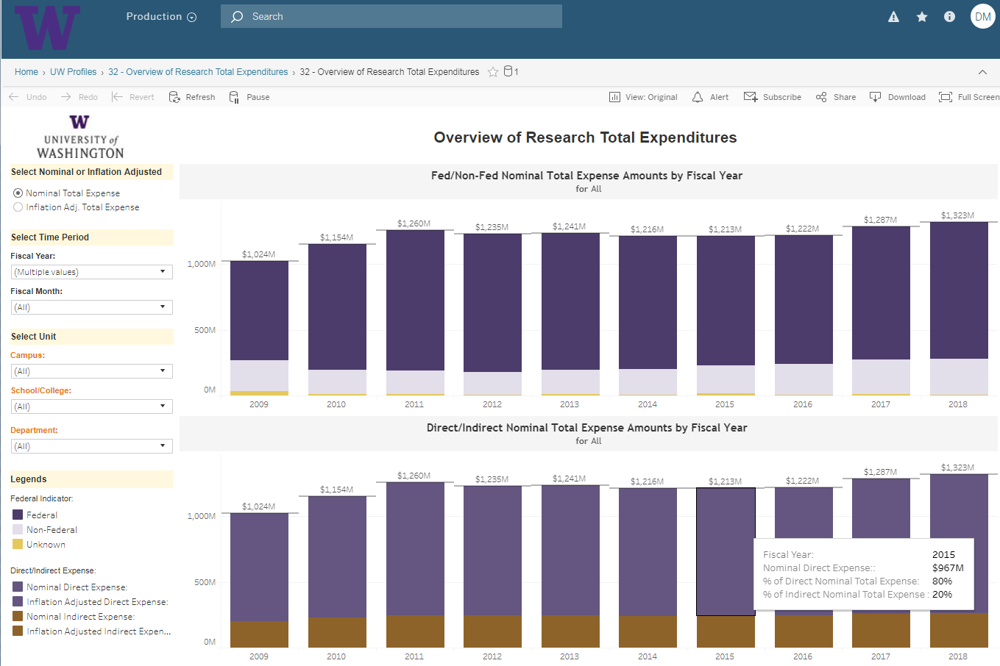 W
Production
Search
DM
Home › UW Profiles › 32 - Overview of Research Total Expenditures › 32 - Overview of Research Total Expenditures 1
Undo Redo Revert Refresh Pause View: Original Alert Subscribe Share Download Full Screen
W
UNIVERSITY of
WASHINGTON
Overview of Research Total Expenditures
Select Nominal or Inflation Adjusted
Nominal Total Expense
Inflation Adj. Total Expense
Select Time Period
Fiscal Year:
(Multiple values)
Fiscal Month:
(All)
Select Unit
Campus:
(All)
School/College:
(All)
Department:
(All)
Legends
Federal Indicator:
Federal
Non-Federal
Unknown
Direct/Indirect Expense:
Nominal Direct Expense:
Inflation Adjusted Direct Expense:
Nominal Indirect Expense:
Inflation Adjusted Indirect Expen...
Fed/Non-Fed Nominal Total Expense Amounts by Fiscal Year
for All
$1,024M $1,154M $1,260M $1,235M $1,241M $1,216M $1,213M $1,222M $1,287M $1,323M
1,000M
500M
0M
2009 2010 2011 2012 2013 2014 2015 2016 2017 2018
Direct/Indirect Nominal Total Expense Amounts by Fiscal Year
for All
$1,024M $1,154M $1,260M $1,235M $1,241M $1,216M $1,213M $1,222M $1,287M $1,323M
1,000M
500M
0M
Fiscal Year: 2015
Nominal Direct Expense:: $967M
% of Direct Nominal Total Expense: 80%
% of Indirect Nominal Total Expense : 20%
2009 2010 2011 2012 2013 2014 2015 2016 2017 2018